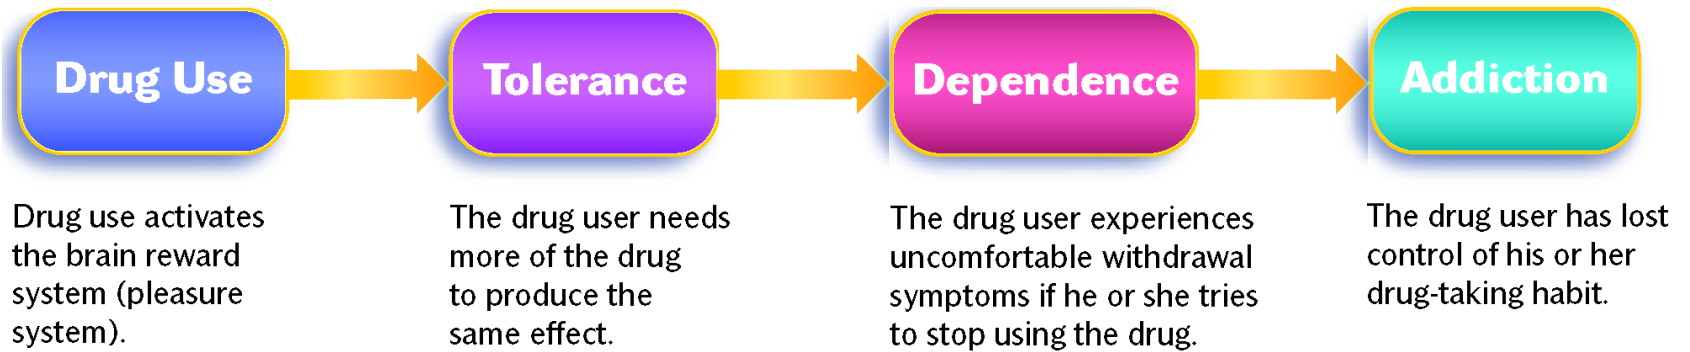 Drug Use
Drug use activates
the brain reward
system (pleasure
system).
Tolerance
The drug user needs
more of the drug
to produce the
same effect.
Dependence
The drug user experiences
uncomfortable withdrawal
symptoms if he or she tries
to stop using the drug.
Addiction
The drug user has lost
control of his or her
drug-taking habit.